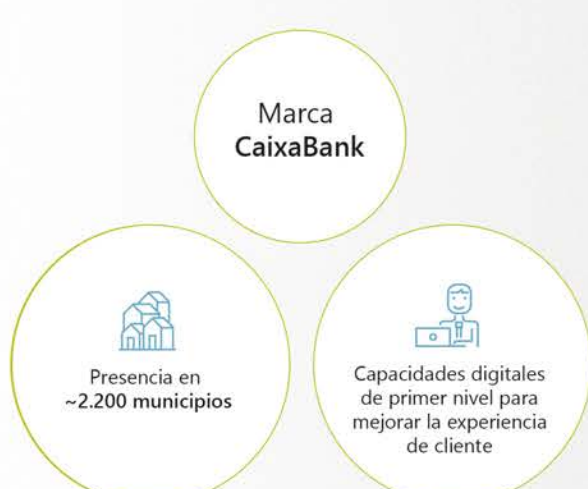 Marca
CaixaBank
Presencia en
~2.200 municipios
Capacidades digitales
de primer nivel para
mejorar la experiencia
de cliente